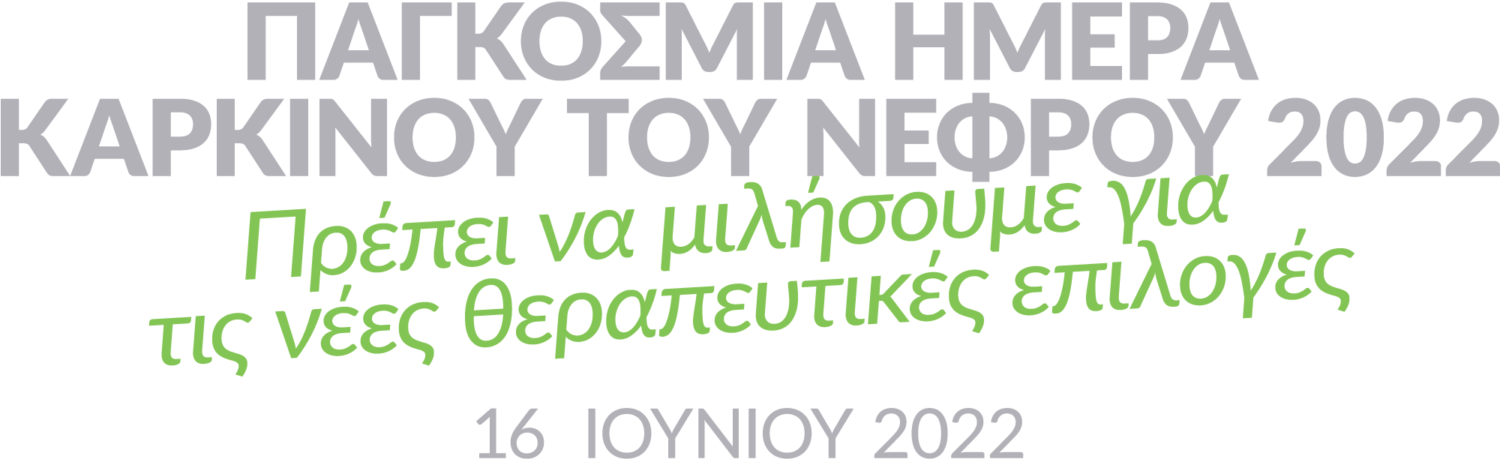 ΠΑΓΚΟΣΜΙΑ ΗΜΕΡΑ
ΚΑΡΚΙΝΟΥ ΤΟΥ ΝΕΦΡΟΥ 2022
Πρέπει να μιλήσουμε για
τις νέες θεραπευτικές επιλογές
16 ΙΟΥΝΙΟΥ 2022